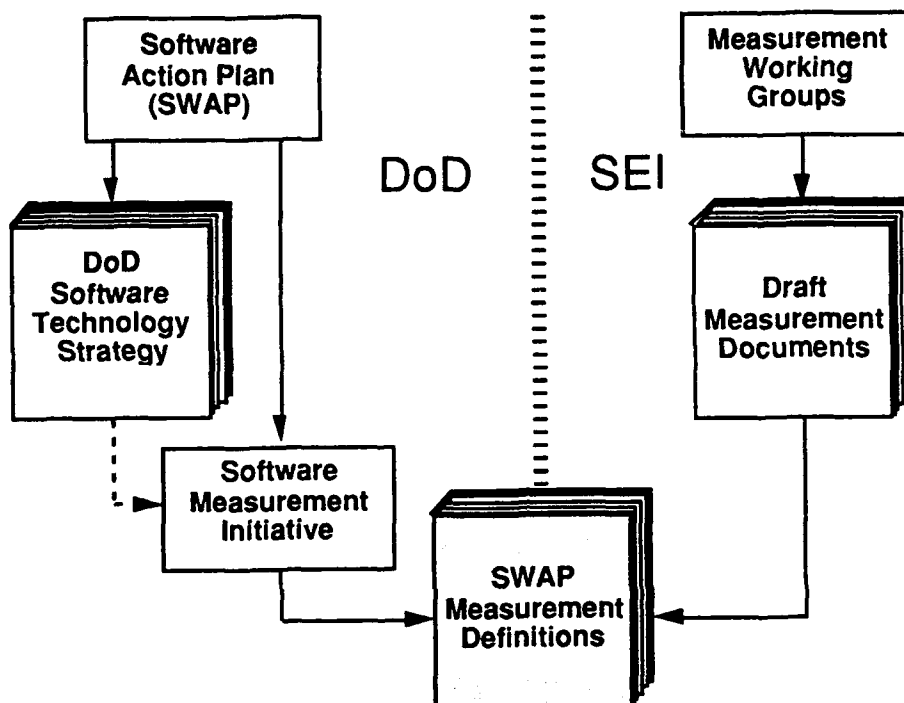 Software
Action Plan
(SWAP)
Measurement
Working
Groups
DoD
SEI
DoD
Software
Technology
Strategy
Draft
Measurement
Documents
Software
Measurement
Initiative
SWAP
Measurement
Definitions